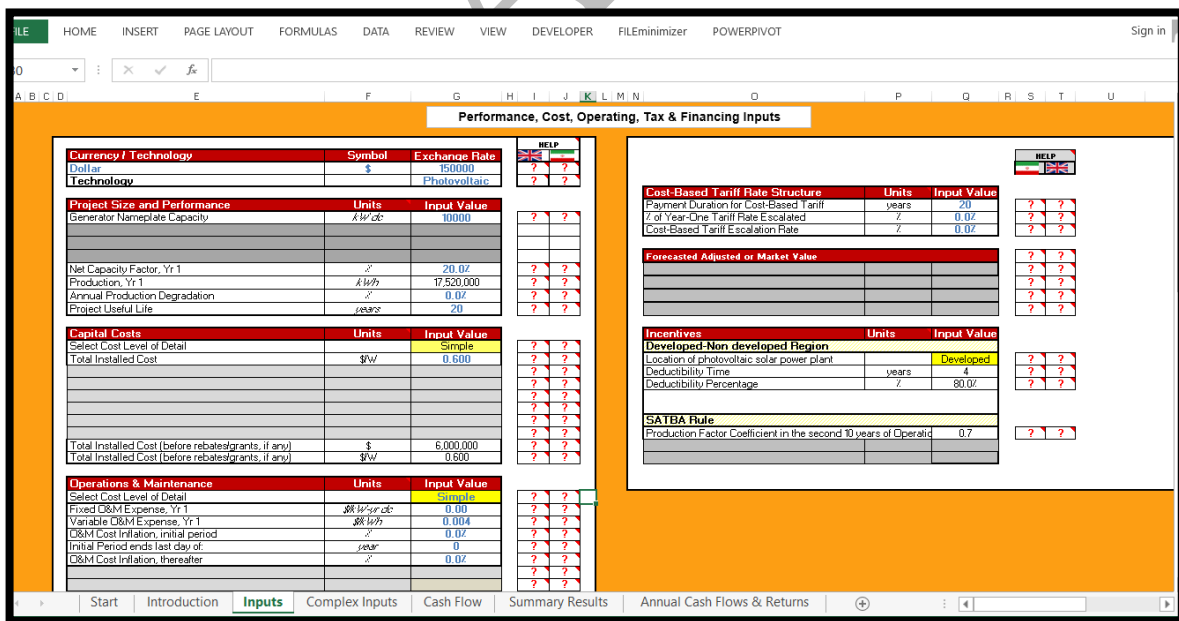 FILE HOME INSERT PAGE LAYOUT FORMULAS DATA REVIEW VIEW DEVELOPER FILEminimizer POWERPIVOT Sign in
fx
A B C D E F G H I J K L M N O P Q R S T U
Performance, Cost, Operating, Tax & Financing Inputs
HELP
Currency / Technology Symbol Exchange Rate
Dollar $ 150000 ? ?
Technology Photovoltaic ? ?
Project Size and Performance Units Input Value
Generator Nameplate Capacity kW dc 10000 ? ?
Net Capacity Factor, Yr 1 % 20.0% ? ?
Production, Yr 1 kWh 17,520,000 ? ?
Annual Production Degradation % 0.0% ? ?
Project Useful Life years 20 ? ?
Capital Costs Units Input Value
Select Cost Level of Detail Simple ? ?
Total Installed Cost $/W 0.600 ? ?
? ?
? ?
? ?
? ?
? ?
? ?
Total Installed Cost (before rebates/grants, if any) $ 6,000,000 ? ?
Total Installed Cost (before rebates/grants, if any) $/W 0.600 ? ?
Operations & Maintenance Units Input Value
Select Cost Level of Detail Simple ? ?
Fixed O&M Expense, Yr 1 $/kW-yr dc 0.00 ? ?
Variable O&M Expense, Yr 1 $/kWh 0.004 ? ?
O&M Cost Inflation, initial period % 0.0% ? ?
Initial Period ends last day of: year 0 ? ?
O&M Cost Inflation, thereafter % 0.0% ? ?
? ?
? ?
HELP
Cost-Based Tariff Rate Structure Units Input Value
Payment Duration for Cost-Based Tariff years 20 ? ?
% of Year-One Tariff Rate Escalated % 0.0% ? ?
Cost-Based Tariff Escalation Rate % 0.0% ? ?
Forecasted Adjusted or Market Value ? ?
? ?
? ?
? ?
? ?
Incentives Units Input Value
Developed-Non developed Region
Location of photovoltaic solar power plant Developed ? ?
Deductibility Time years 4 ? ?
Deductibility Percentage % 80.0% ? ?
SATBA Rule
Production Factor Coefficient in the second 10 years of Operatio 0.7 ? ?
Start Introduction Inputs Complex Inputs Cash Flow Summary Results Annual Cash Flows & Returns